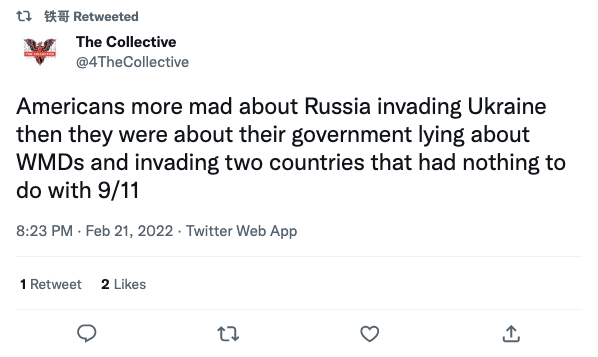 铁哥 Retweeted
The Collective
@4TheCollective
Americans more mad about Russia invading Ukraine
then they were about their government lying about
WMDs and invading two countries that had nothing to
do with 9/11
8:23 PM · Feb 21, 2022 · Twitter Web App
1 Retweet 2 Likes